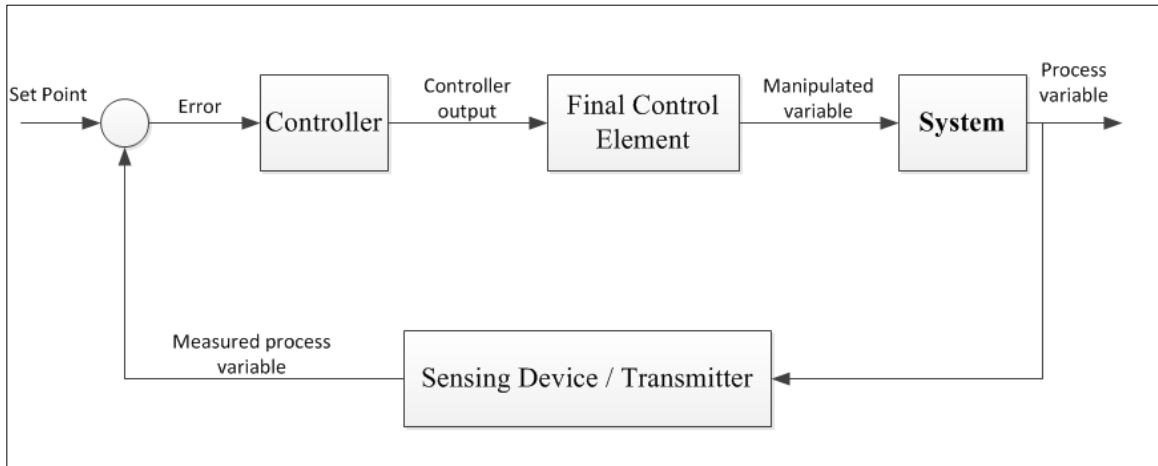 Set Point
Error
Controller
Controller
output
Final Control
Element
Manipulated
variable
System
Process
variable
Measured process
variable
Sensing Device / Transmitter